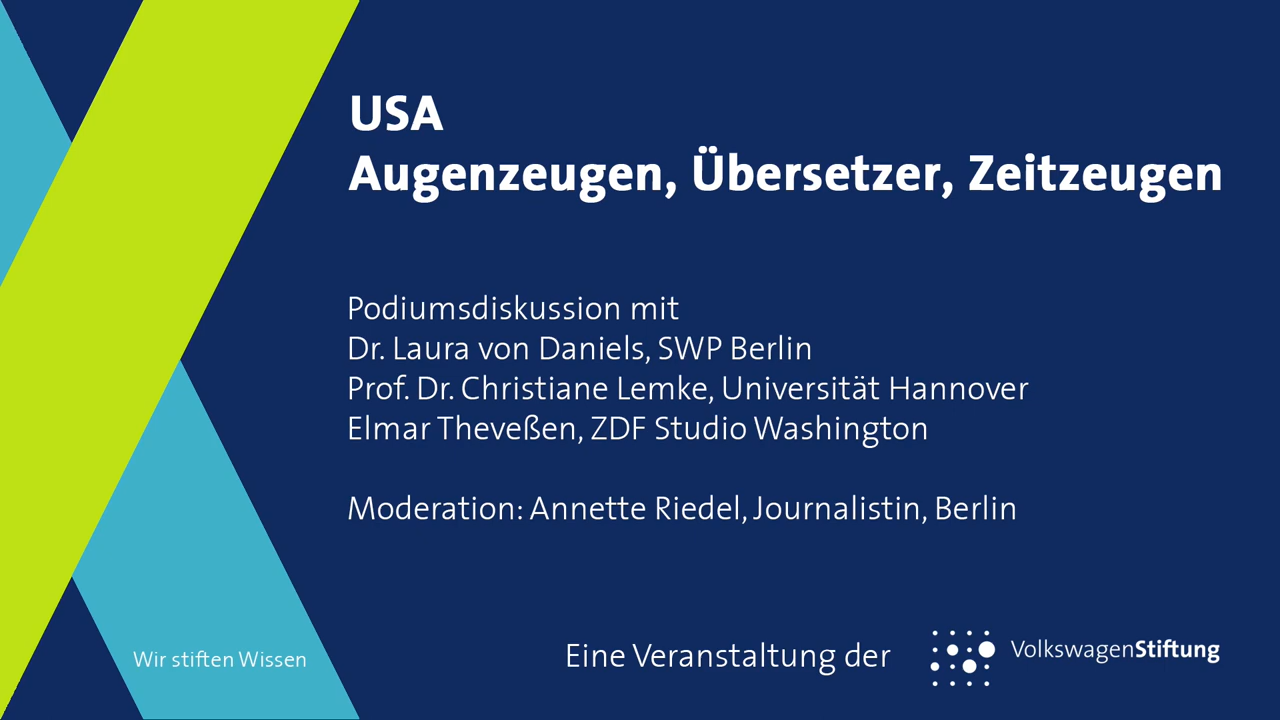 USA
Augenzeugen, Übersetzer, Zeitzeugen
Podiumsdiskussion mit
Dr. Laura von Daniels, SWP Berlin
Prof. Dr. Christiane Lemke, Universität Hannover
Elmar Theveßen, ZDF Studio Washington
Moderation: Annette Riedel, Journalistin, Berlin
Wir stiften Wissen
Eine Veranstaltung der
VolkswagenStiftung